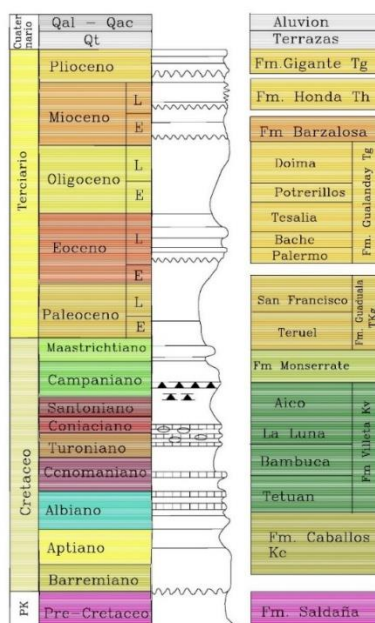 Cuater
nario
Qal - Qac
Qt
Terciario
Plioceno
Mioceno
L
E
Oligoceno
L
E
Eoceno
L
E
Paleoceno
L
E
Cretaceo
Maastrichtiano
Campaniano
Santoniano
Coniaciano
Turoniano
Cenomaniano
Albiano
Aptiano
Barremiano
PK
Pre-Cretaceo
Aluvion
Terrazas
Fm.Gigante Tg
Fm. Honda Th
Fm Barzalosa
Doima
Potrerillos
Tesalia
Bache
Palermo
Fm. Gualanday Tg
San Francisco
Teruel
Fm. Guaduala
TKg
Fm Monserrate
Aico
La Luna
Bambuca
Tetuan
Fm Villeta Kv
Fm. Caballos
Kc
Fm. Saldaña